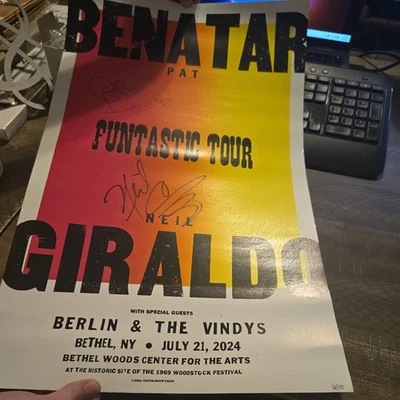 BENATAR
PAT
FUNTASTIC TOUR
NEIL
GIRALDO
WITH SPECIAL GUESTS
BERLIN & THE VINDYS
BETHEL, NY • JULY 21, 2024
BETHEL WOODS CENTER FOR THE ARTS
AT THE HISTORIC SITE OF THE 1969 WOODSTOCK FESTIVAL